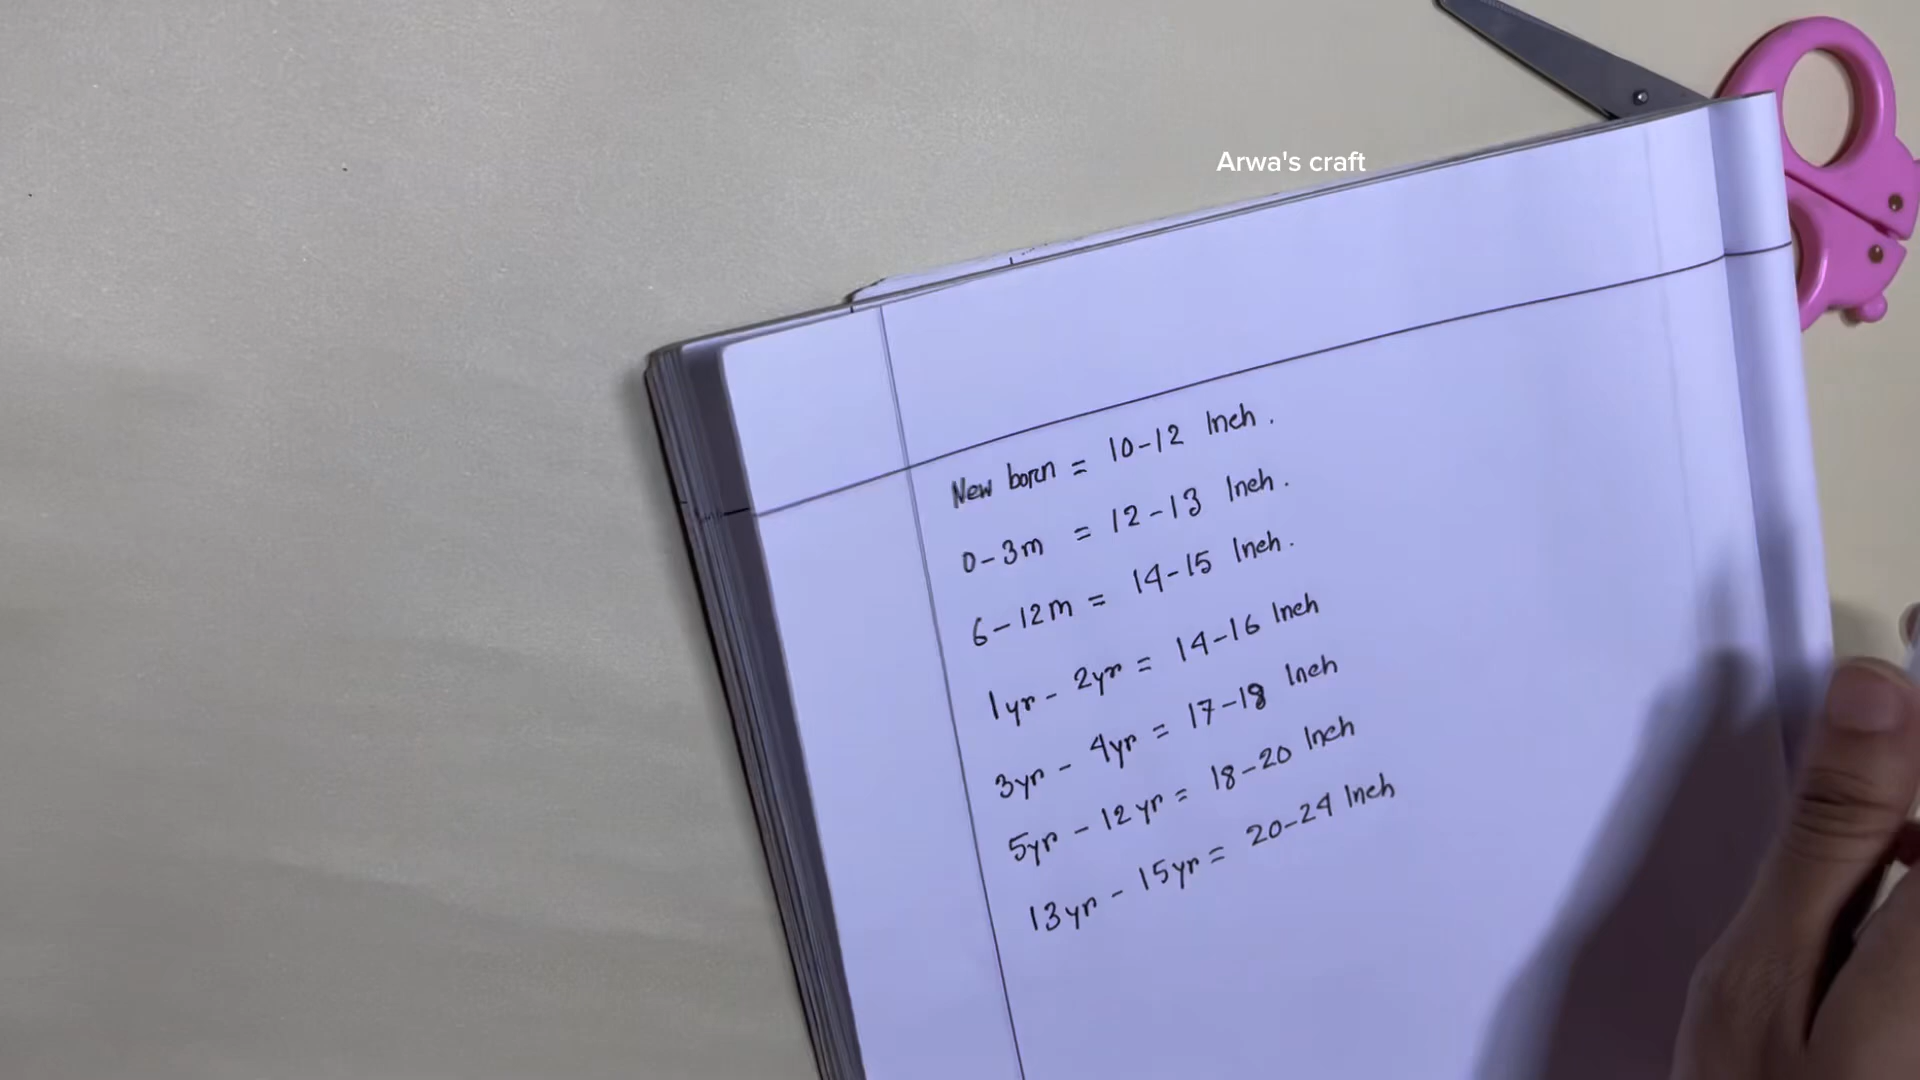 Arwa's craft
New born = 10-12 Inch.
0-3m = 12-13 Inch.
6-12m = 14-15 Inch.
1yr - 2yr = 14-16 Inch
3yr - 4yr = 17-18 Inch
5yr - 12yr = 18-20 Inch
13yr - 15yr = 20-24 Inch